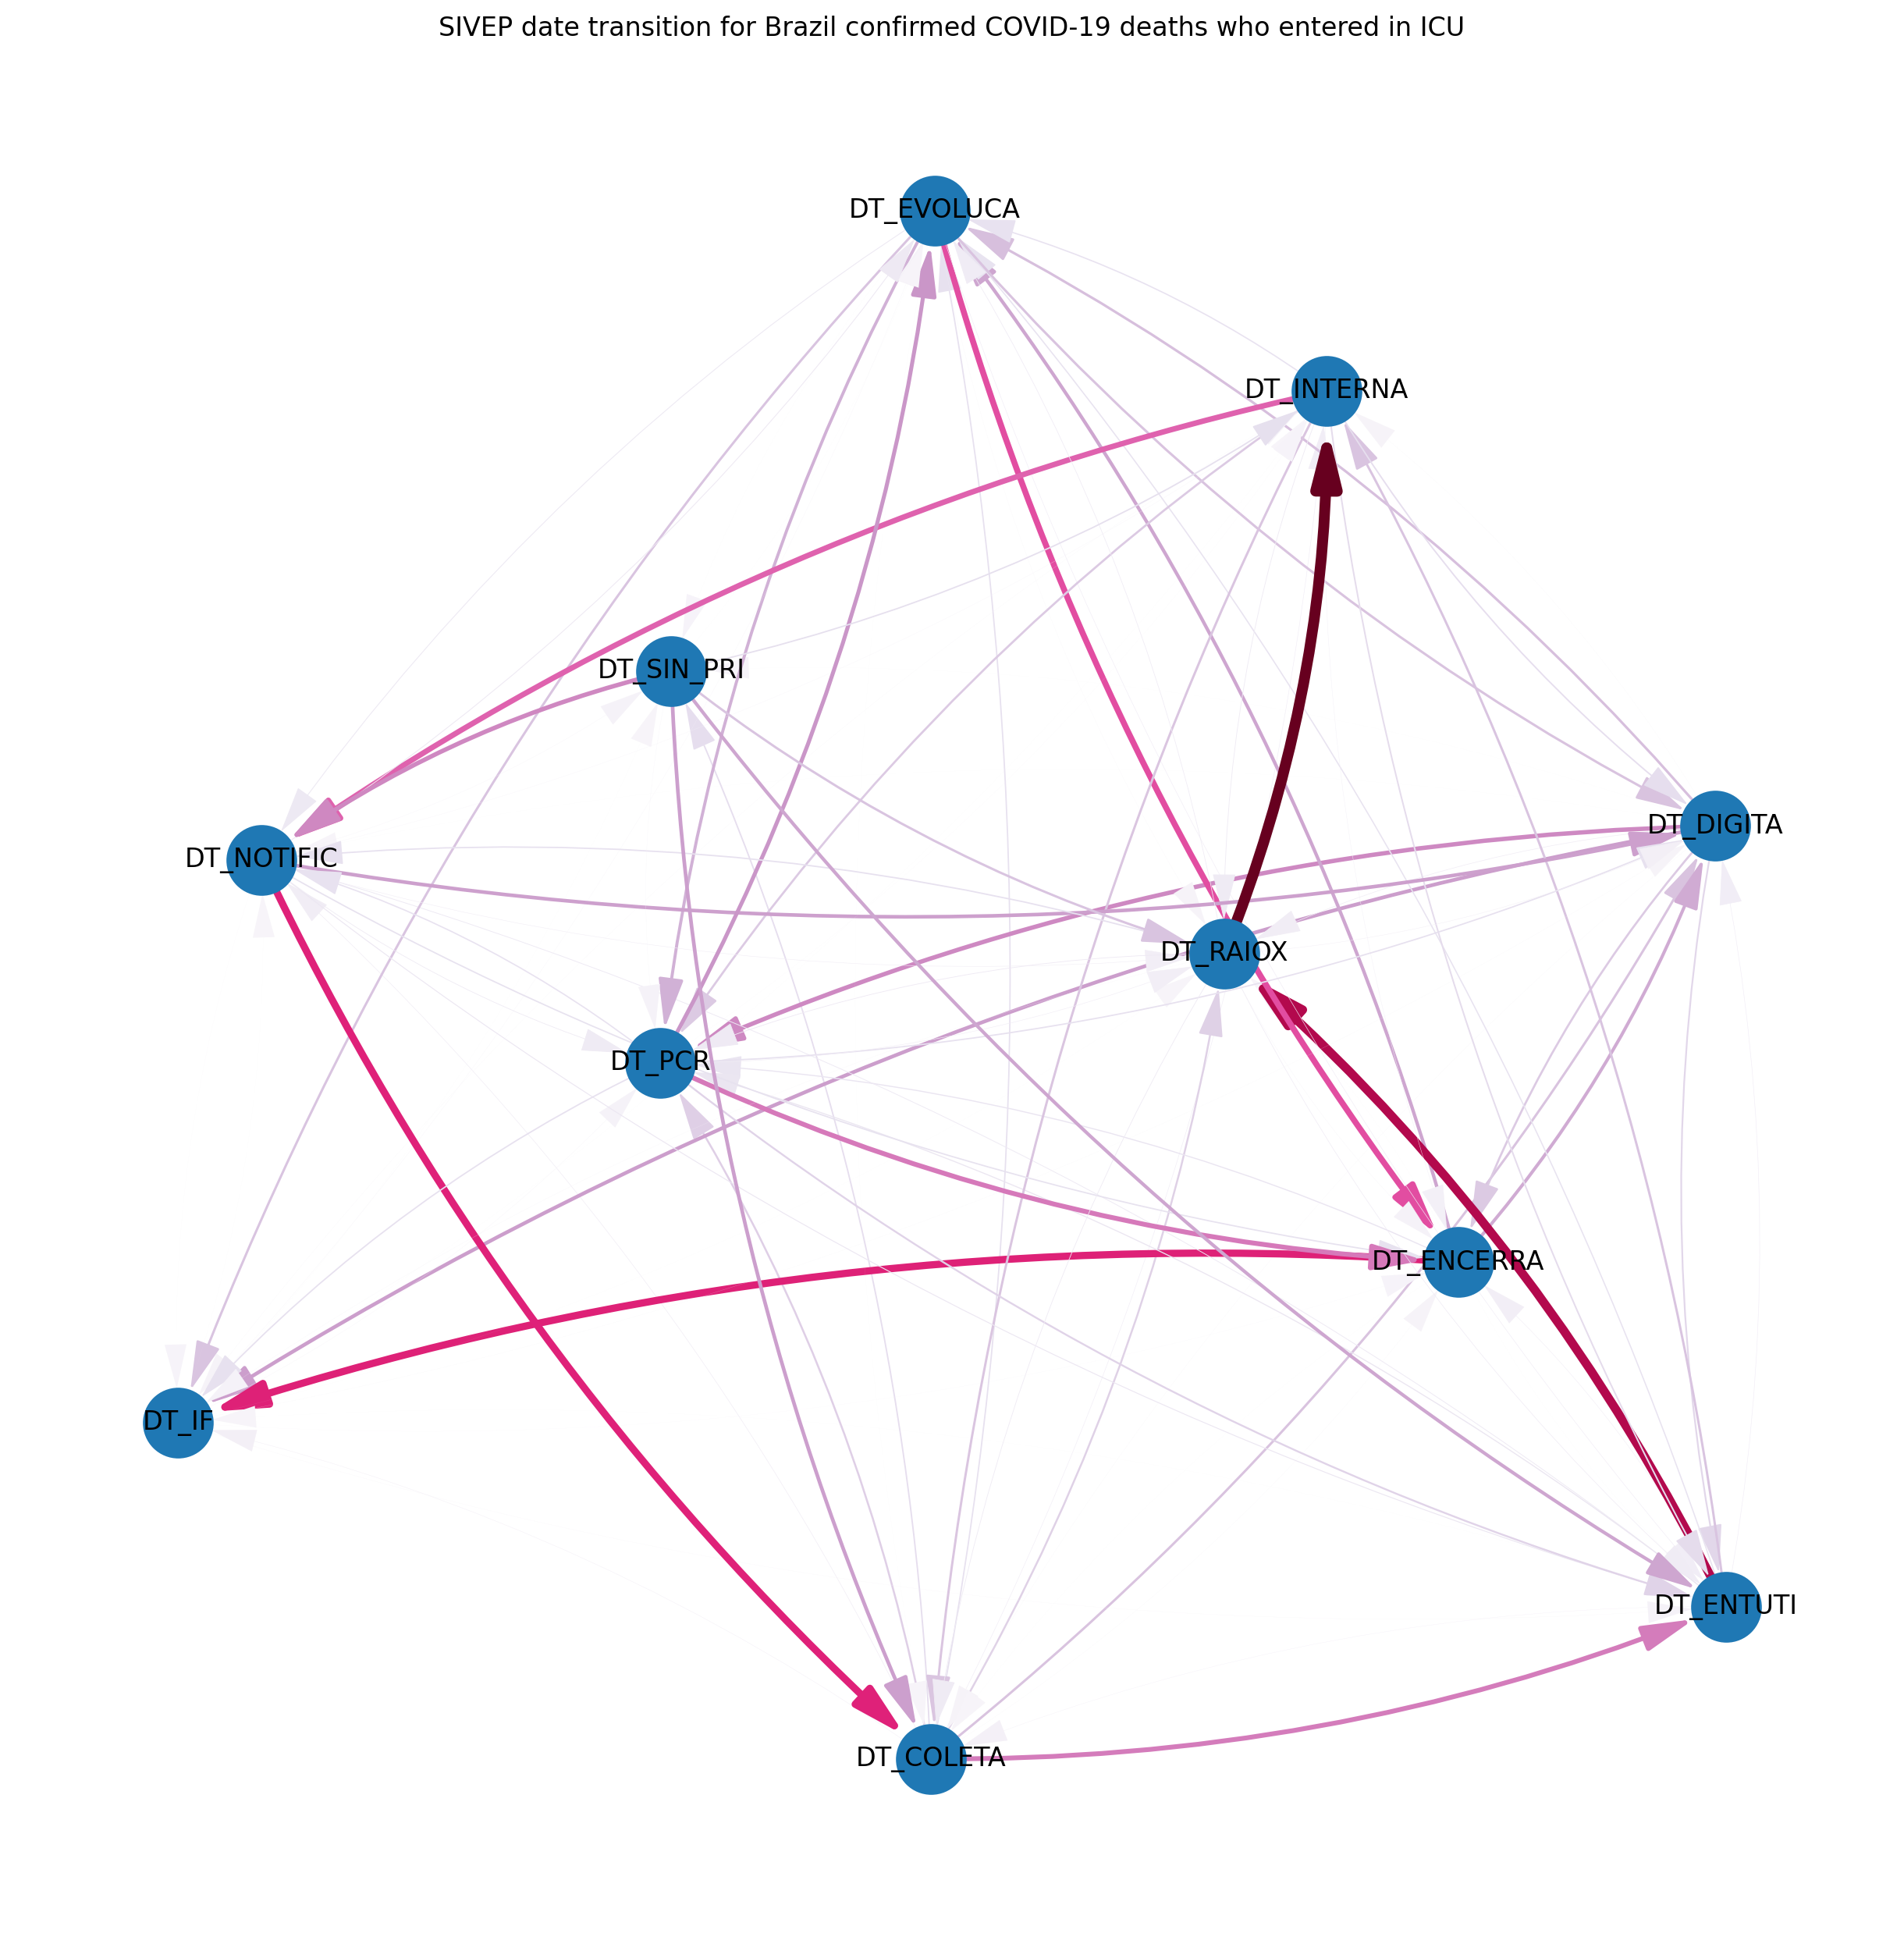 SIVEP date transition for Brazil confirmed COVID-19 deaths who entered in ICU
DT_EVOLUCA
DT_INTERNA
DT_SIN_PRI
DT_DIGITA
DT_NOTIFIC
DT_RAIOX
DT_PCR
DT_ENCERRA
DT_IF
DT_ENTUTI
DT_COLETA